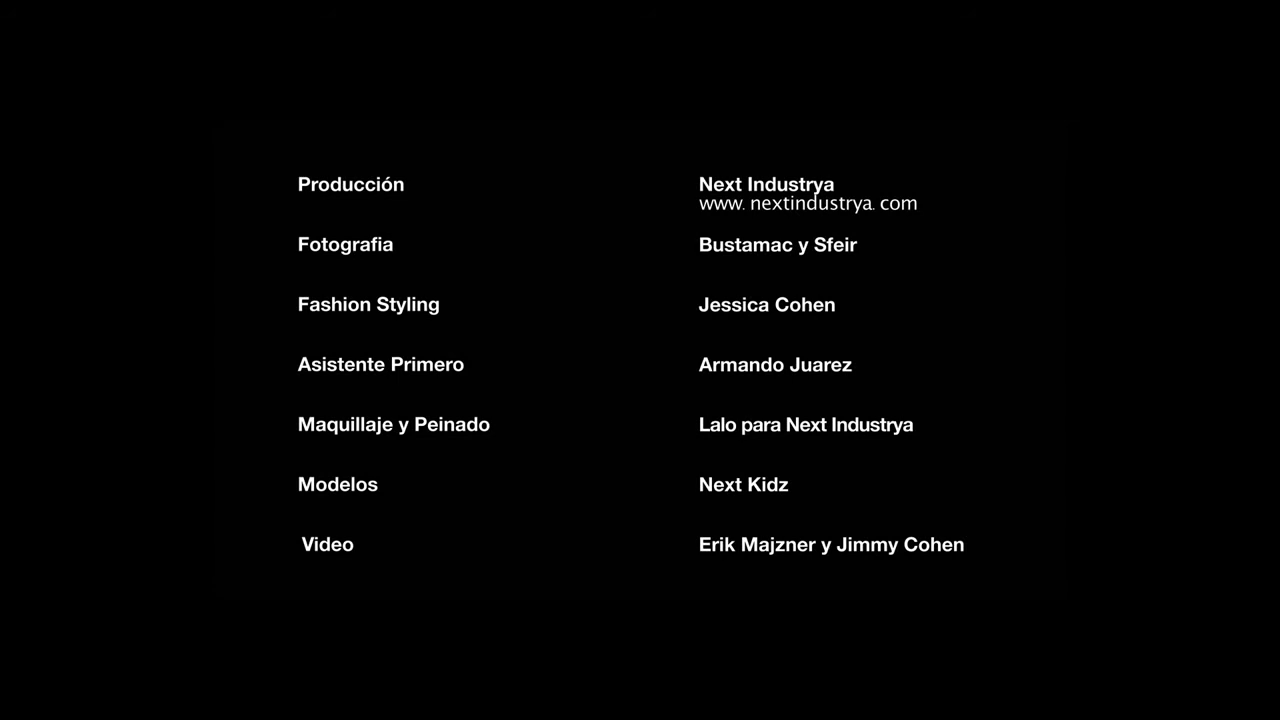 Producción Next Industrya
www. nextindustrya. com
Fotografia Bustamac y Sfeir
Fashion Styling Jessica Cohen
Asistente Primero Armando Juarez
Maquillaje y Peinado Lalo para Next Industrya
Modelos Next Kidz
Video Erik Majzner y Jimmy Cohen